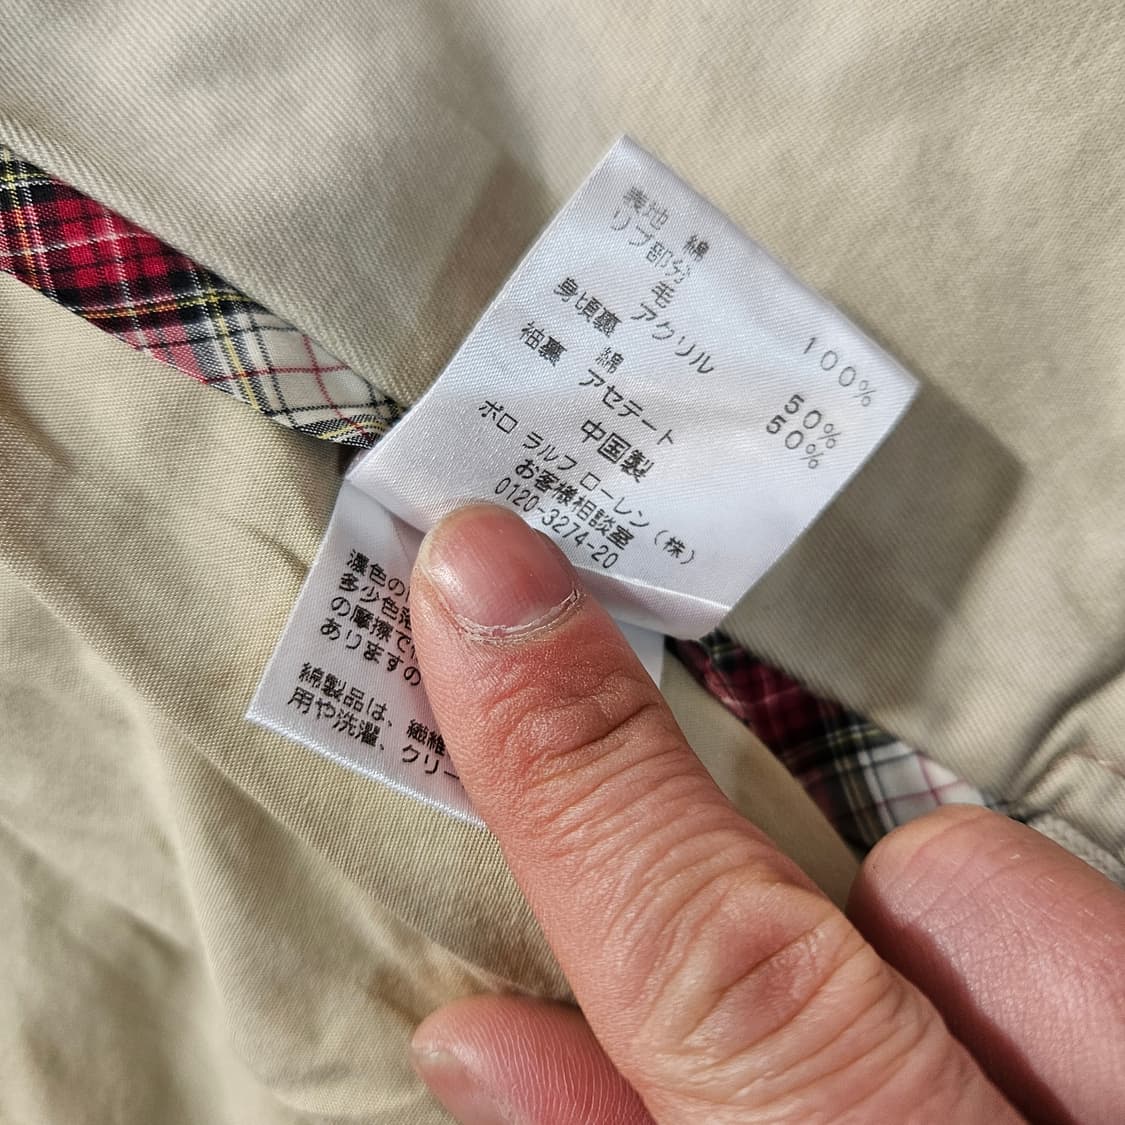 表地 綿 100%
リブ部分
毛 50%
アクリル 50%
身頃裏
綿
袖裏
アセテート
中国製
ポロ ラルフ ローレン（株）
お客様相談室
0120-3274-20
濃色の
多少色落
の摩擦で
ありますの
綿製品は、繊維
用や洗濯、クリー